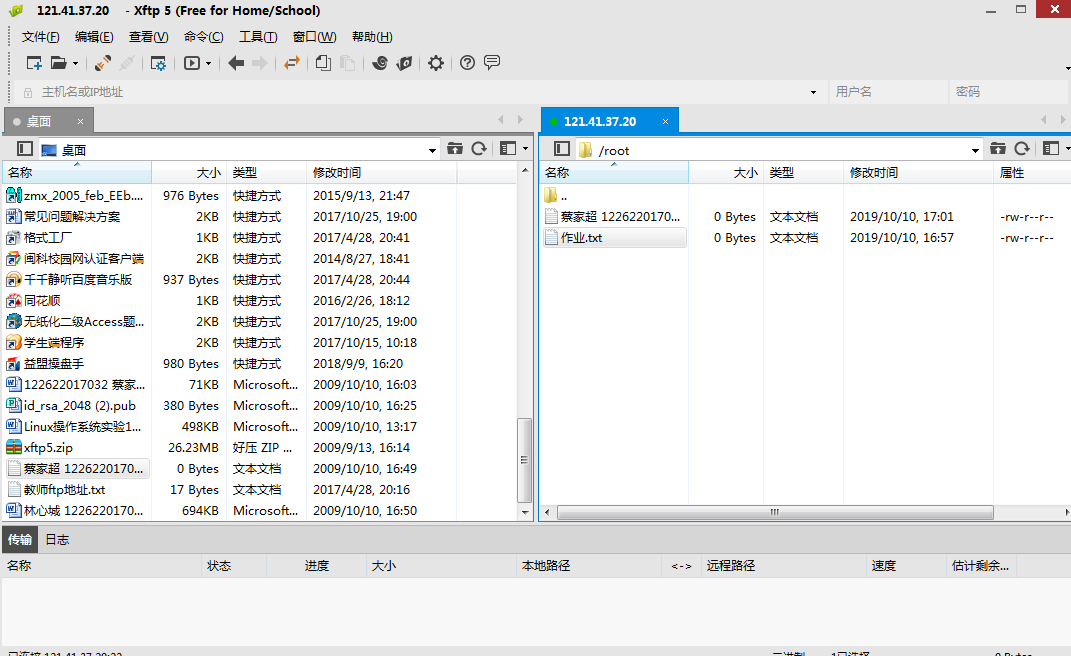 121.41.37.20 - Xftp 5 (Free for Home/School)
文件(F) 编辑(E) 查看(V) 命令(C) 工具(T) 窗口(W) 帮助(H)
主机名或IP地址 用户名 密码
桌面 × 121.41.37.20 ×
桌面 /root
名称 大小 类型 修改时间 名称 大小 类型 修改时间 属性
zmx_2005_feb_EEb.... 976 Bytes 快捷方式 2015/9/13, 21:47 ..
常见问题解决方案 2KB 快捷方式 2017/10/25, 19:00 蔡家超 1226220170... 0 Bytes 文本文档 2019/10/10, 17:01 -rw-r--r--
格式工厂 1KB 快捷方式 2017/4/28, 20:41 作业.txt 0 Bytes 文本文档 2019/10/10, 16:57 -rw-r--r--
闽科校园网认证客户端 2KB 快捷方式 2014/8/27, 18:41
千千静听百度音乐版 937 Bytes 快捷方式 2017/4/28, 20:44
同花顺 1KB 快捷方式 2016/2/26, 18:12
无纸化二级Access题... 2KB 快捷方式 2017/10/25, 19:00
学生端程序 2KB 快捷方式 2017/10/15, 10:18
益盟操盘手 980 Bytes 快捷方式 2018/9/9, 16:20
122622017032 蔡家... 71KB Microsoft... 2009/10/10, 16:03
id_rsa_2048 (2).pub 380 Bytes Microsoft... 2009/10/10, 16:25
Linux操作系统实验1... 498KB Microsoft... 2009/10/10, 13:17
xftp5.zip 26.23MB 好压 ZIP ... 2009/9/13, 16:14
蔡家超 1226220170... 0 Bytes 文本文档 2009/10/10, 16:49
教师ftp地址.txt 17 Bytes 文本文档 2017/4/28, 20:16
林心城 1226220170... 694KB Microsoft... 2009/10/10, 16:50
传输 日志
名称 状态 进度 大小 本地路径 <-> 远程路径 速度 估计剩余...
已连接 121.41.37.20:22 二进制 1已选择 0 Bytes